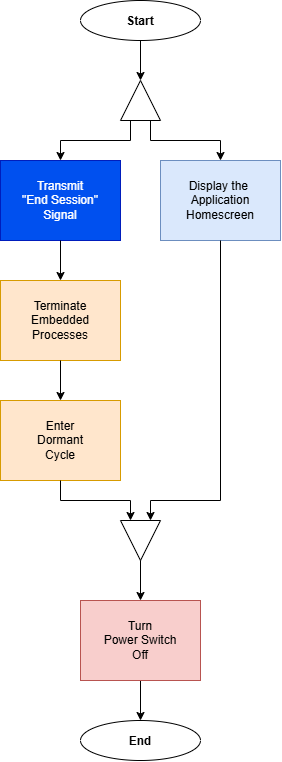 Start
Transmit
"End Session"
Signal
Display the
Application
Homescreen
Terminate
Embedded
Processes
Enter
Dormant
Cycle
Turn
Power Switch
Off
End